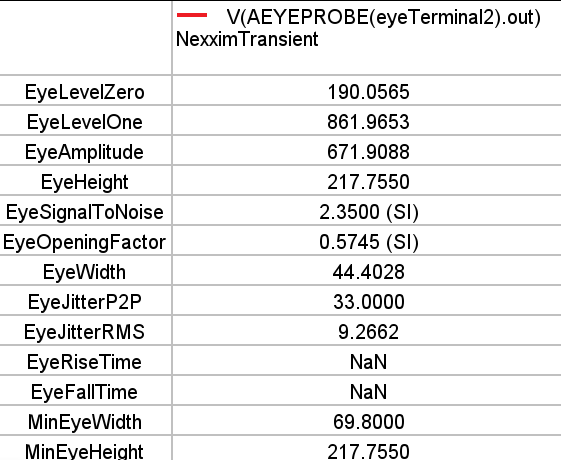 V(AEYEPROBE(eyeTerminal2).out)
NexximTransient
EyeLevelZero 190.0565
EyeLevelOne 861.9653
EyeAmplitude 671.9088
EyeHeight 217.7550
EyeSignalToNoise 2.3500 (SI)
EyeOpeningFactor 0.5745 (SI)
EyeWidth 44.4028
EyeJitterP2P 33.0000
EyeJitterRMS 9.2662
EyeRiseTime NaN
EyeFallTime NaN
MinEyeWidth 69.8000
MinEyeHeight 217.7550